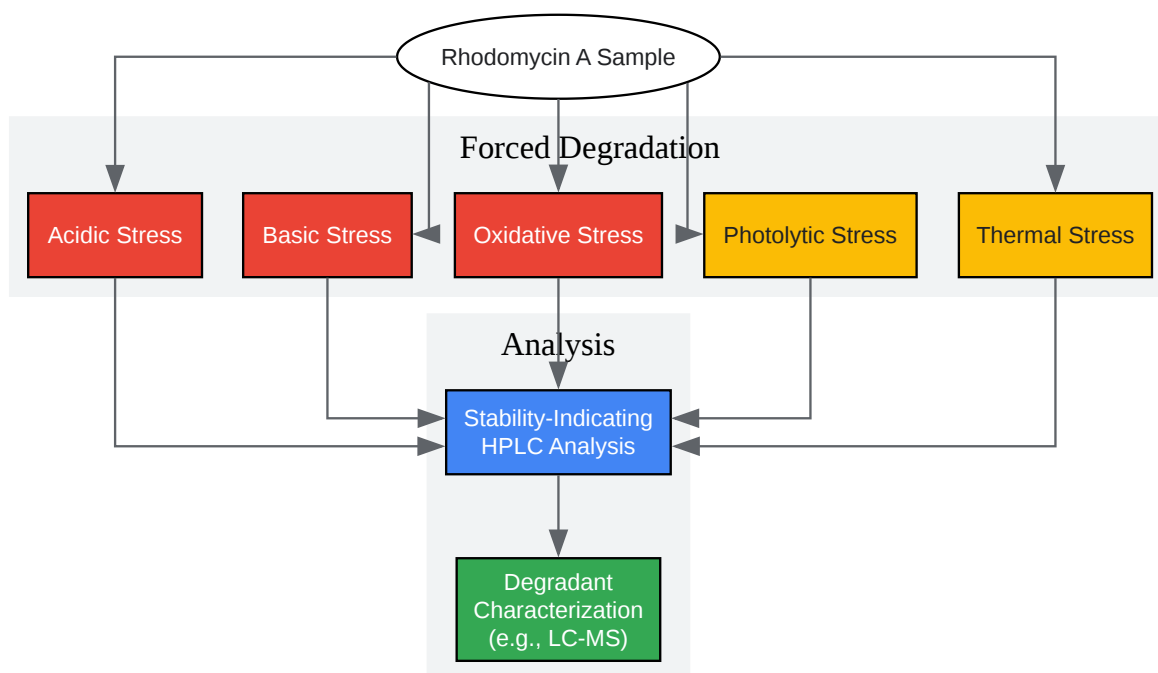 Rhodomycin A Sample
Forced Degradation
Acidic Stress
Basic Stress
Oxidative Stress
Photolytic Stress
Thermal Stress
Analysis
Stability-Indicating
HPLC Analysis
Degradant
Characterization
(e.g., LC-MS)